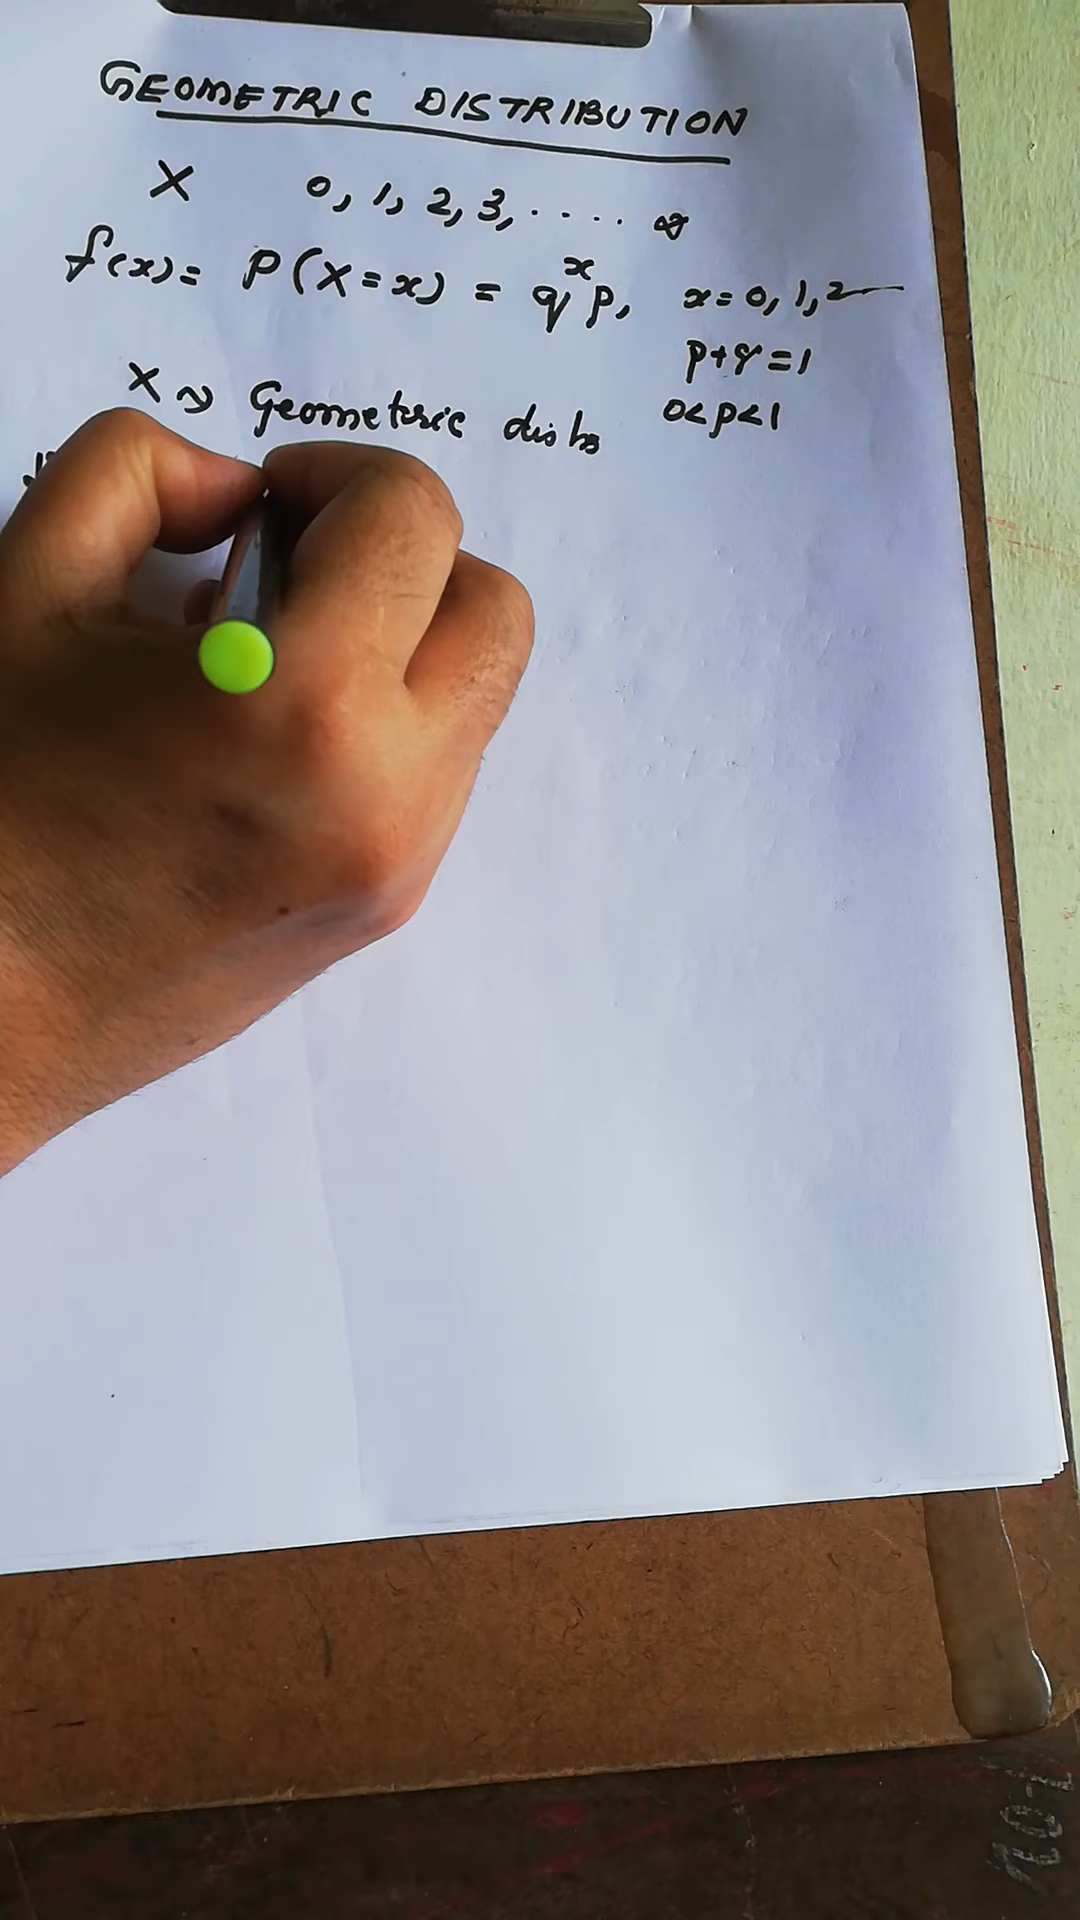 GEOMETRIC DISTRIBUTION
X 0, 1, 2, 3, ..... ∞
f(x) = P(X=x) = q^x p, x=0, 1, 2—
p+q=1
0<p<1
X ~ Geometric distn